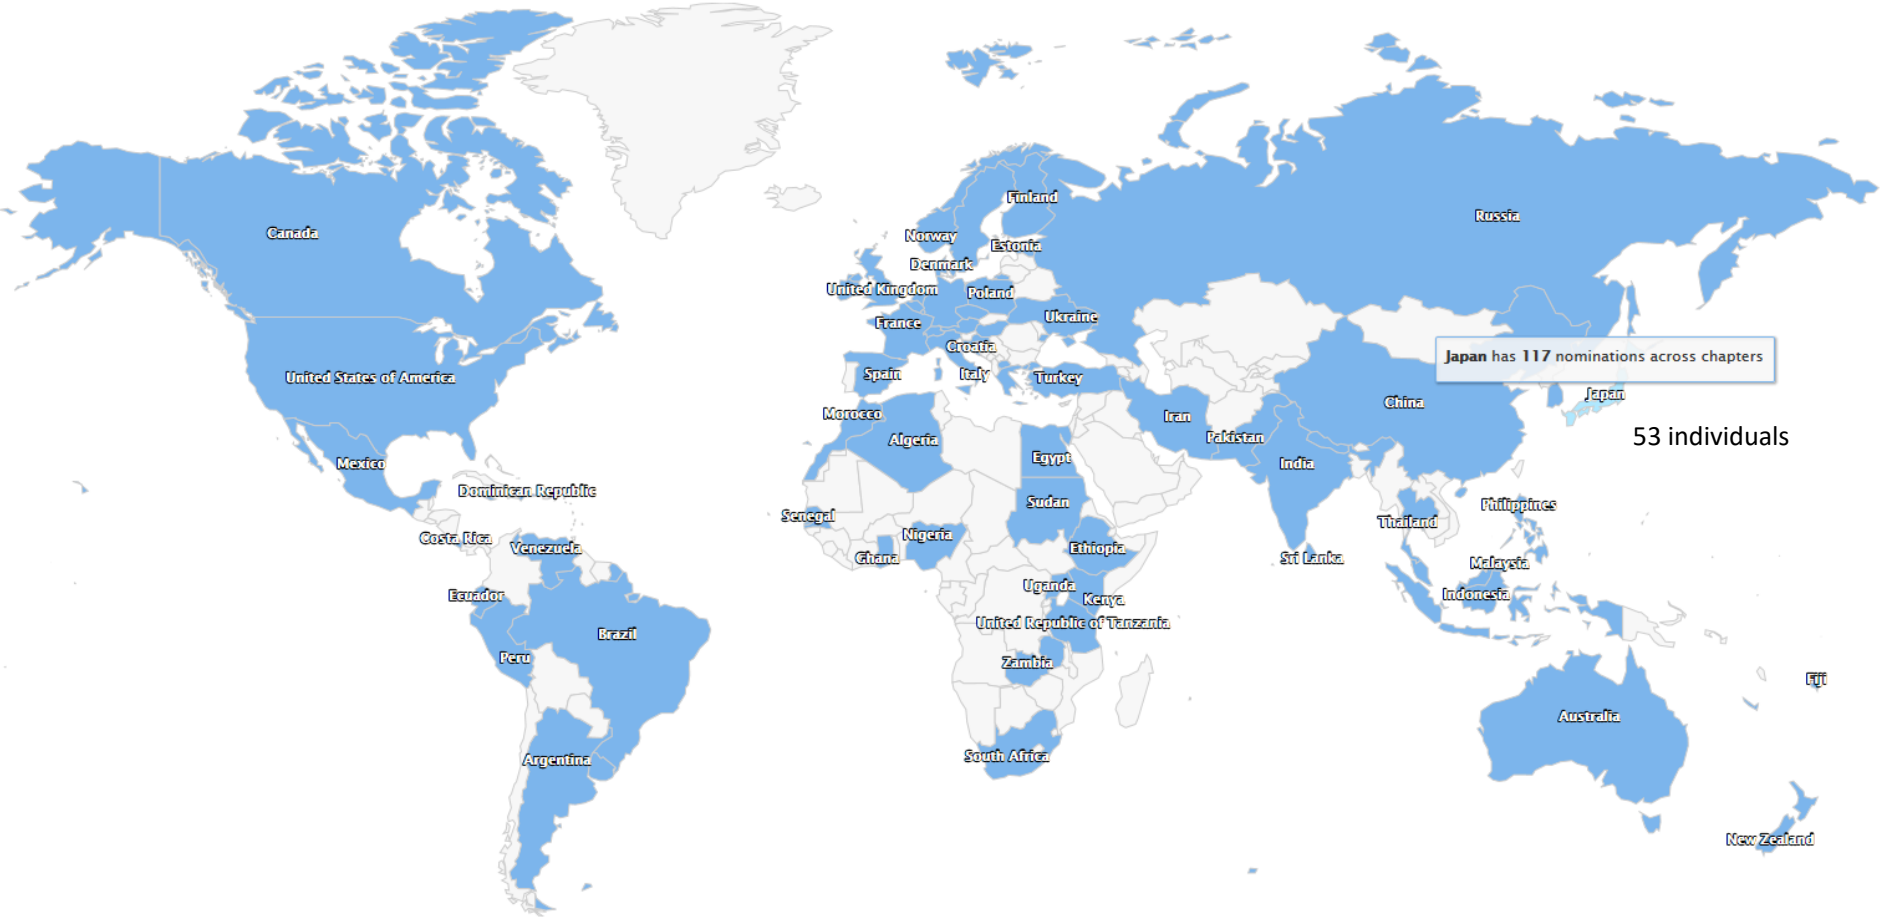 Finland
Russia
Canada
Norway
Estonia
Denmark
United Kingdom
Poland
Ukraine
France
Croatia
Japan has 117 nominations across chapters
United States of America
Spain
Italy
Turkey
Japan
China
Morocco
Iran
Algeria
Pakistan
53 individuals
Mexico
Egypt
India
Dominican Republic
Sudan
Philippines
Senegal
Thailand
Nigeria
Costa Rica
Venezuela
Ethiopia
Ghana
Sri Lanka
Malaysia
Uganda
Ecuador
Kenya
Indonesia
United Republic of Tanzania
Brazil
Peru
Zambia
Fiji
Australia
South Africa
Argentina
New Zealand